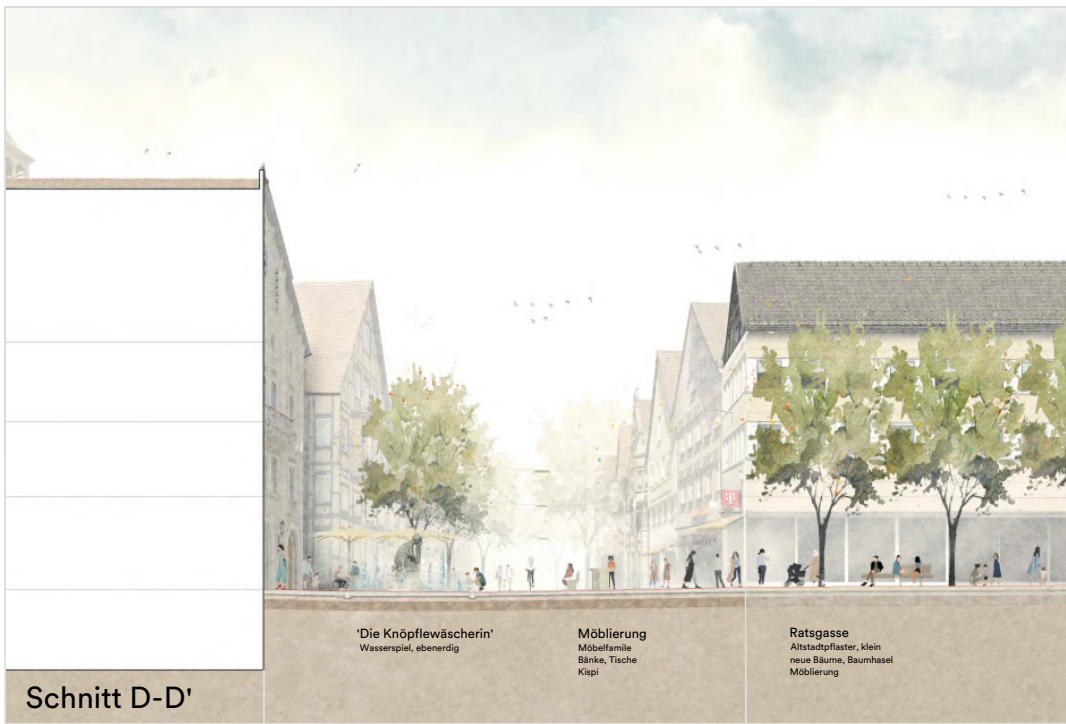 T
'Die Knöpflewäscherin'
Wasserspiel, ebenerdig
Möblierung
Möbelfamile
Bänke, Tische
Kispi
Ratsgasse
Altstadtpflaster, klein
neue Bäume, Baumhasel
Möblierung
Schnitt D-D'